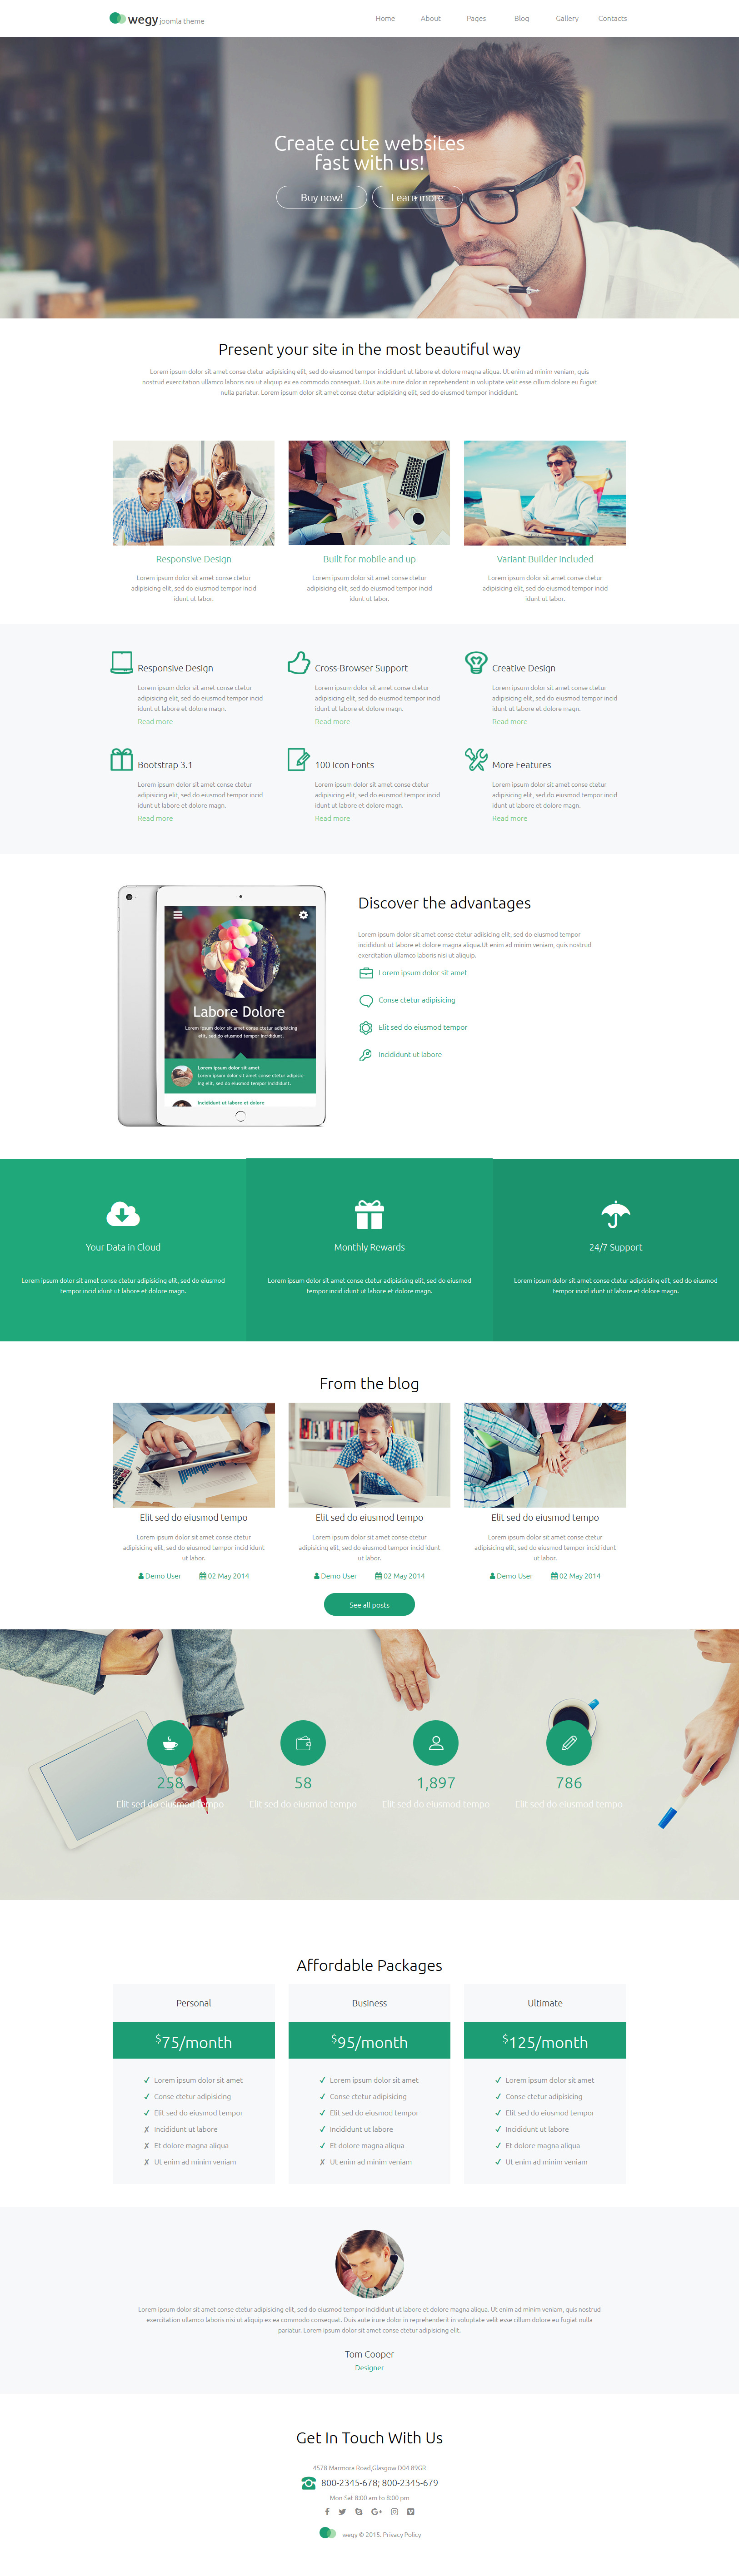 wegy joomla theme
Home About Pages Blog Gallery Contacts
Create cute websites
fast with us!
Buy now! Learn more
Present your site in the most beautiful way
Lorem ipsum dolor sit amet conse ctetur adipisicing elit, sed do eiusmod tempor incididunt ut labore et dolore magna aliqua. Ut enim ad minim veniam, quis
nostrud exercitation ullamco laboris nisi ut aliquip ex ea commodo consequat. Duis aute irure dolor in reprehenderit in voluptate velit esse cillum dolore eu fugiat
nulla pariatur. Lorem ipsum dolor sit amet conse ctetur adipisicing elit, sed do eiusmod tempor incididunt.
Responsive Design
Lorem ipsum dolor sit amet conse ctetur
adipisicing elit, sed do eiusmod tempor incid
idunt ut labor.
Built for mobile and up
Lorem ipsum dolor sit amet conse ctetur
adipisicing elit, sed do eiusmod tempor incid
idunt ut labor.
Variant Builder included
Lorem ipsum dolor sit amet conse ctetur
adipisicing elit, sed do eiusmod tempor incid
idunt ut labor.
Responsive Design
Lorem ipsum dolor sit amet conse ctetur
adipisicing elit, sed do eiusmod tempor incid
idunt ut labore et dolore magn.
Read more
Cross-Browser Support
Lorem ipsum dolor sit amet conse ctetur
adipisicing elit, sed do eiusmod tempor incid
idunt ut labore et dolore magn.
Read more
Creative Design
Lorem ipsum dolor sit amet conse ctetur
adipisicing elit, sed do eiusmod tempor incid
idunt ut labore et dolore magn.
Read more
Bootstrap 3.1
Lorem ipsum dolor sit amet conse ctetur
adipisicing elit, sed do eiusmod tempor incid
idunt ut labore et dolore magn.
Read more
100 Icon Fonts
Lorem ipsum dolor sit amet conse ctetur
adipisicing elit, sed do eiusmod tempor incid
idunt ut labore et dolore magn.
Read more
More Features
Lorem ipsum dolor sit amet conse ctetur
adipisicing elit, sed do eiusmod tempor incid
idunt ut labore et dolore magn.
Read more
Labore Dolore
Lorem ipsum dolor sit amet conse ctetur adipisicing
elit, sed do eiusmod tempor incididunt.
Lorem ipsum dolor sit amet
Lorem ipsum dolor sit amet conse ctetur adipisic-
ing elit, sed do eiusmod tempor incididunt.
Incididunt ut labore et dolore
Discover the advantages
Lorem ipsum dolor sit amet conse ctetur adlisicing elit, sed do eiusmod tempor
incididunt ut labore et dolore magna aliqua.Ut enim ad minim veniam, quis nostrud
exercitation ullamco laboris nisi ut aliquip.
Lorem ipsum dolor sit amet
Conse ctetur adipisicing
Elit sed do eiusmod tempor
Incididunt ut labore
Your Data in Cloud
Lorem ipsum dolor sit amet conse ctetur adipisicing elit, sed do eiusmod
tempor incid idunt ut labore et dolore magn.
Monthly Rewards
Lorem ipsum dolor sit amet conse ctetur adipisicing elit, sed do eiusmod
tempor incid idunt ut labore et dolore magn.
24/7 Support
Lorem ipsum dolor sit amet conse ctetur adipisicing elit, sed do eiusmod
tempor incid idunt ut labore et dolore magn.
From the blog
Elit sed do eiusmod tempo
Lorem ipsum dolor sit amet conse ctetur
adipisicing elit, sed do eiusmod tempor incid idunt
ut labor.
Demo User 02 May 2014
Elit sed do eiusmod tempo
Lorem ipsum dolor sit amet conse ctetur
adipisicing elit, sed do eiusmod tempor incid idunt
ut labor.
Demo User 02 May 2014
Elit sed do eiusmod tempo
Lorem ipsum dolor sit amet conse ctetur
adipisicing elit, sed do eiusmod tempor incid idunt
ut labor.
Demo User 02 May 2014
See all posts
258 58 1,897 786
Elit sed do eiusmod tempo Elit sed do eiusmod tempo Elit sed do eiusmod tempo Elit sed do eiusmod tempo
Affordable Packages
Personal
$75/month
✓ Lorem ipsum dolor sit amet
✓ Conse ctetur adipisicing
✓ Elit sed do eiusmod tempor
✗ Incididunt ut labore
✗ Et dolore magna aliqua
✗ Ut enim ad minim veniam
Business
$95/month
✓ Lorem ipsum dolor sit amet
✓ Conse ctetur adipisicing
✓ Elit sed do eiusmod tempor
✓ Incididunt ut labore
✓ Et dolore magna aliqua
✗ Ut enim ad minim veniam
Ultimate
$125/month
✓ Lorem ipsum dolor sit amet
✓ Conse ctetur adipisicing
✓ Elit sed do eiusmod tempor
✓ Incididunt ut labore
✓ Et dolore magna aliqua
✓ Ut enim ad minim veniam
Lorem ipsum dolor sit amet conse ctetur adipisicing elit, sed do eiusmod tempor incididunt ut labore et dolore magna aliqua. Ut enim ad minim veniam, quis nostrud
exercitation ullamco laboris nisi ut aliquip ex ea commodo consequat. Duis aute irure dolor in reprehenderit in voluptate velit esse cillum dolore eu fugiat nulla
pariatur. Lorem ipsum dolor sit amet conse ctetur adipisicing elit.
Tom Cooper
Designer
Get In Touch With Us
4578 Marmora Road,Glasgow D04 89GR
800-2345-678; 800-2345-679
Mon-Sat 8:00 am to 8:00 pm
wegy © 2015. Privacy Policy